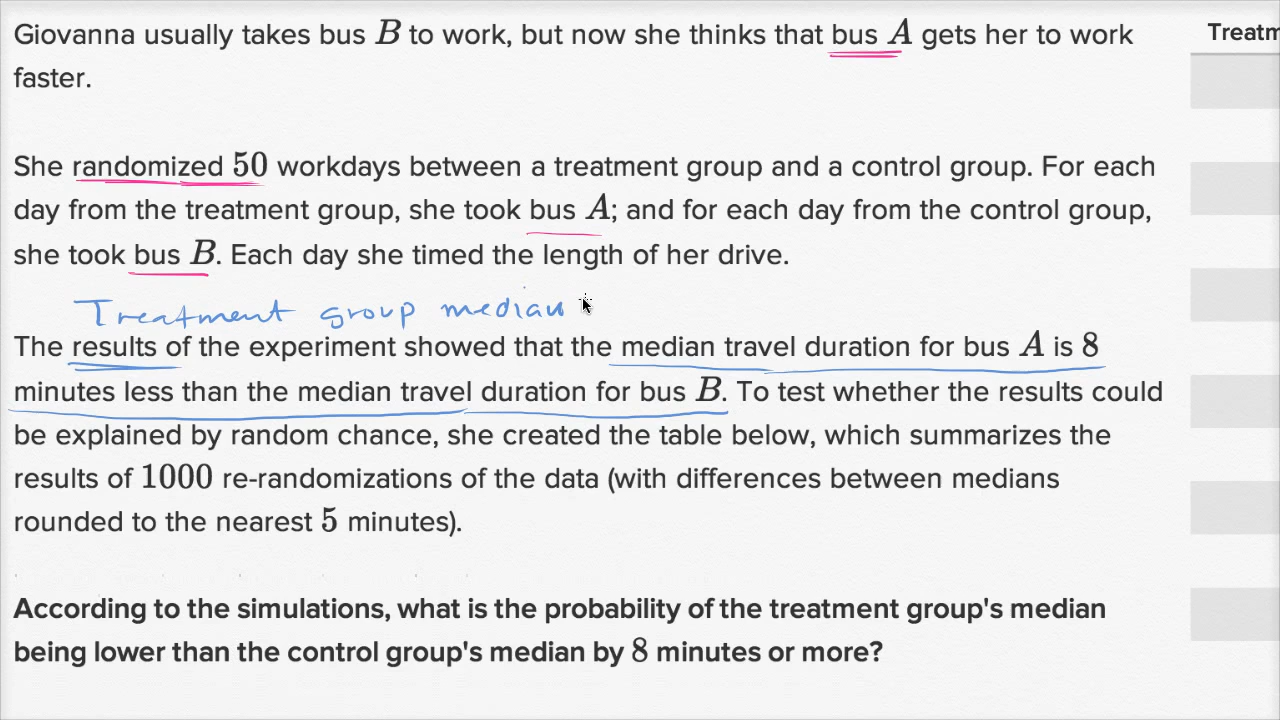 Giovanna usually takes bus B to work, but now she thinks that bus A gets her to work
faster.
Treatm
She randomized 50 workdays between a treatment group and a control group. For each
day from the treatment group, she took bus A; and for each day from the control group,
she took bus B. Each day she timed the length of her drive.
Treatment group median
The results of the experiment showed that the median travel duration for bus A is 8
minutes less than the median travel duration for bus B. To test whether the results could
be explained by random chance, she created the table below, which summarizes the
results of 1000 re-randomizations of the data (with differences between medians
rounded to the nearest 5 minutes).
According to the simulations, what is the probability of the treatment group's median
being lower than the control group's median by 8 minutes or more?